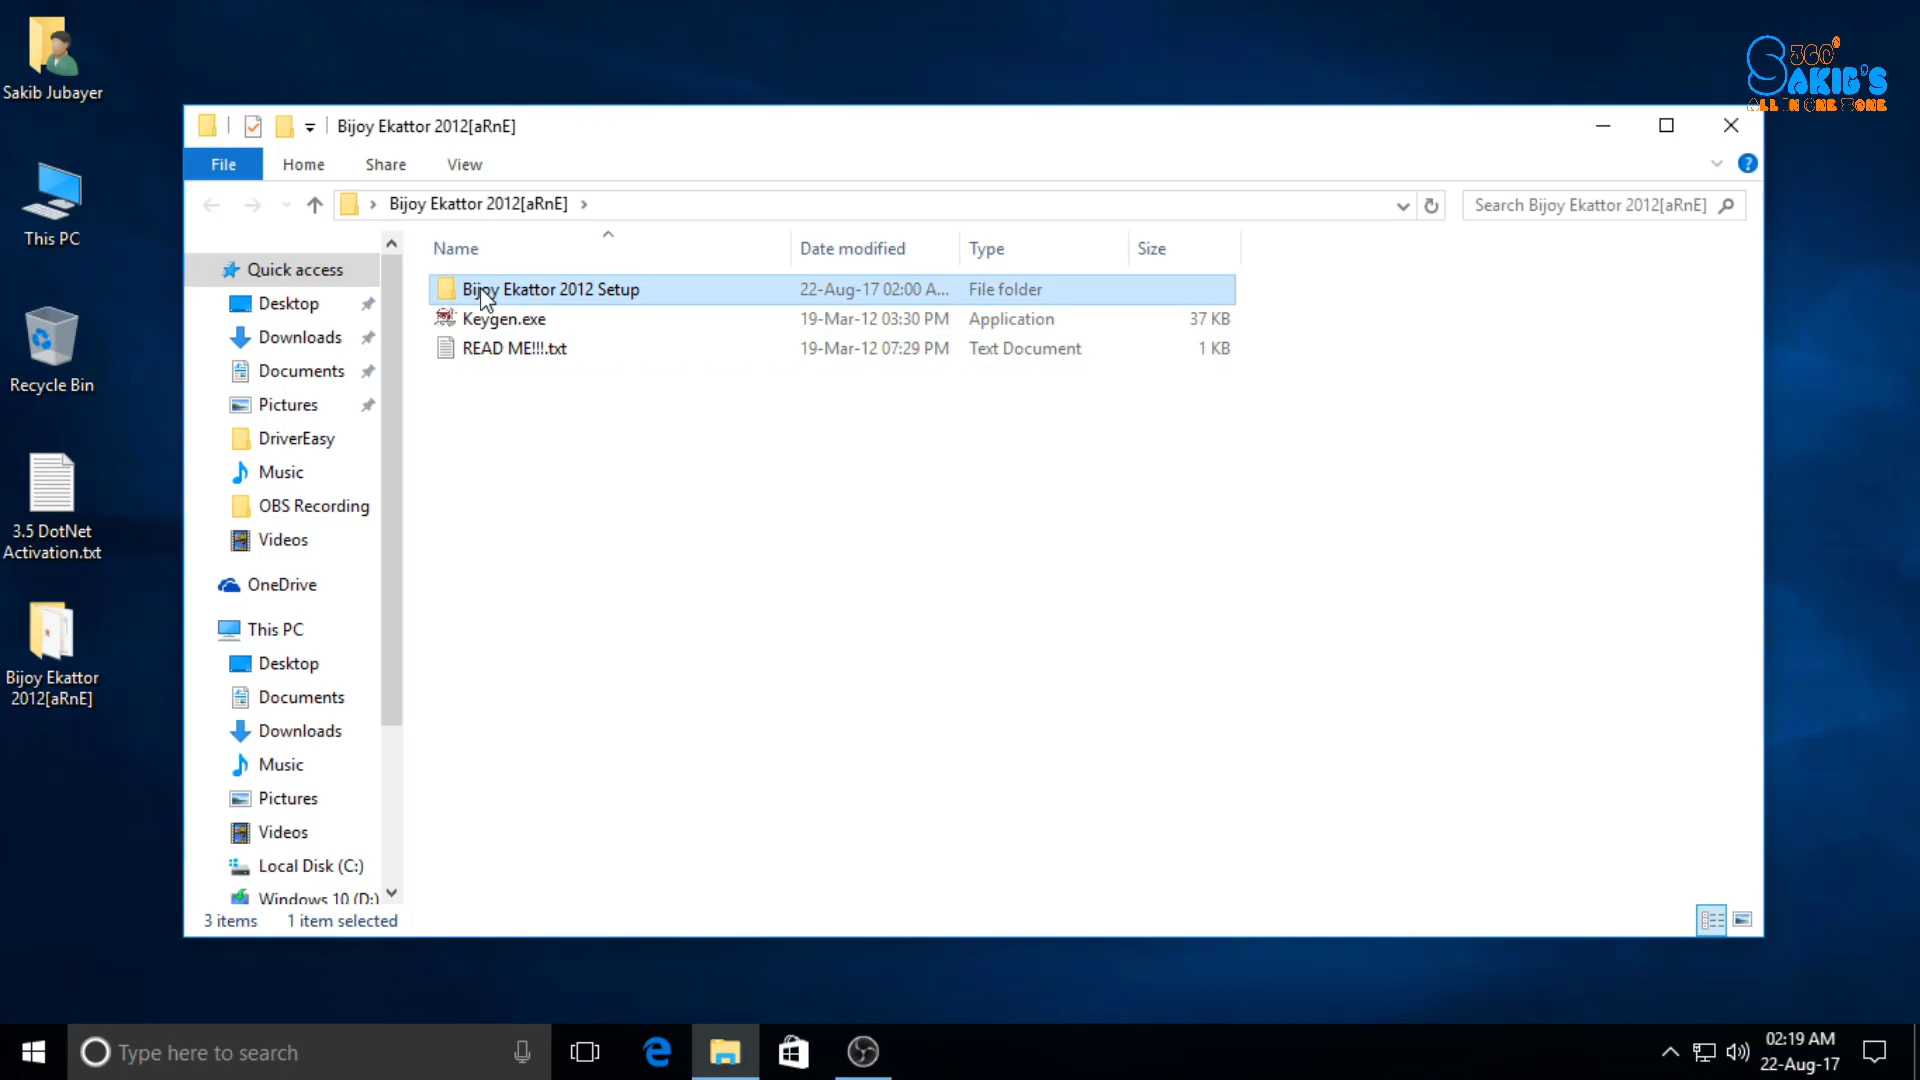 Sakib Jubayer
This PC
Recycle Bin
3.5 DotNet
Activation.txt
Bijoy Ekattor
2012[aRnE]
S 360°
SAKIB'S
ALL IN ONE ZONE
Bijoy Ekattor 2012[aRnE]
File Home Share View
Bijoy Ekattor 2012[aRnE]
Search Bijoy Ekattor 2012[aRnE]
Quick access
Desktop
Downloads
Documents
Pictures
DriverEasy
Music
OBS Recording
Videos
OneDrive
This PC
Desktop
Documents
Downloads
Music
Pictures
Videos
Local Disk (C:)
Windows 10 (D:)
Name Date modified Type Size
Bijoy Ekattor 2012 Setup 22-Aug-17 02:00 A... File folder
Keygen.exe 19-Mar-12 03:30 PM Application 37 KB
READ ME!!!.txt 19-Mar-12 07:29 PM Text Document 1 KB
3 items 1 item selected
Type here to search
02:19 AM
22-Aug-17